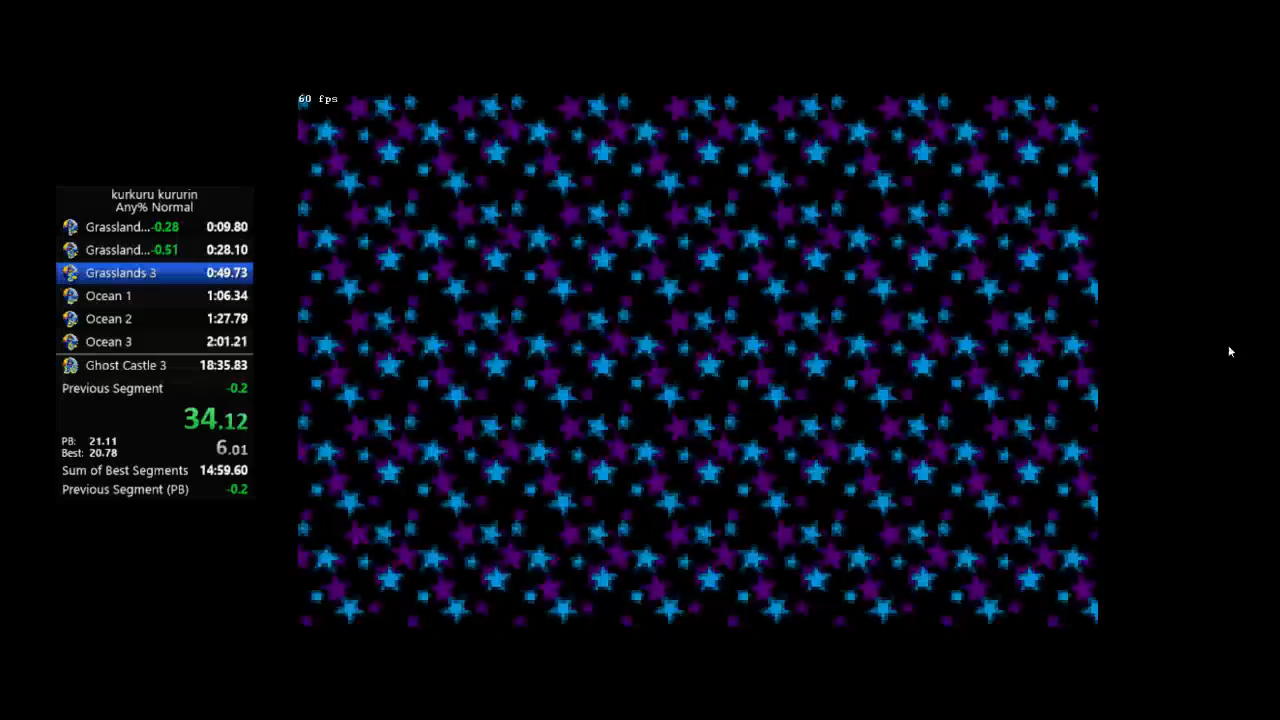 60 fps
kurkuru kururin
Any% Normal
Grassland... -0.28 0:09.80
Grassland... -0.51 0:28.10
Grasslands 3 0:49.73
Ocean 1 1:06.34
Ocean 2 1:27.79
Ocean 3 2:01.21
Ghost Castle 3 18:35.83
Previous Segment -0.2
34.12
PB: 21.11
Best: 20.78 6.01
Sum of Best Segments 14:59.60
Previous Segment (PB) -0.2